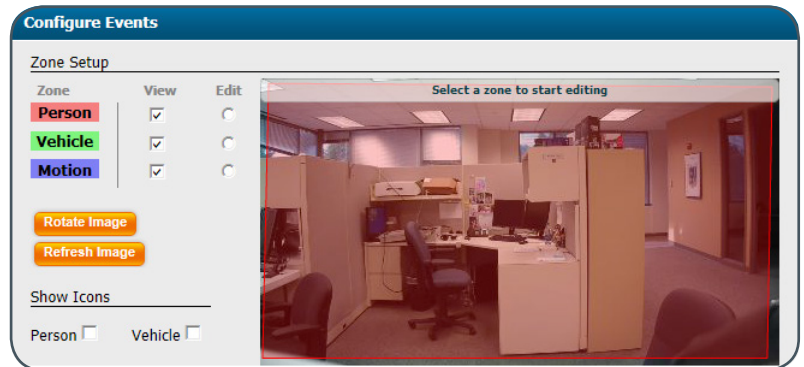 Configure Events
Zone Setup
Zone View Edit
Select a zone to start editing
Person
Vehicle
Motion
Rotate Image
Refresh Image
Show Icons
Person Vehicle